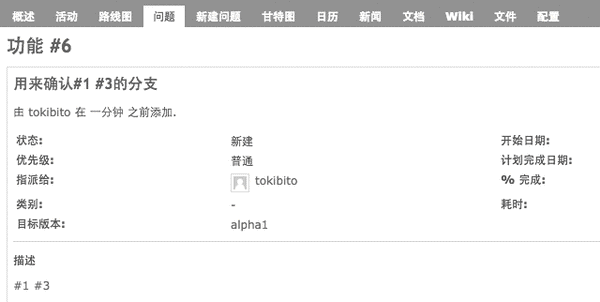 概述 活动 路线图 问题 新建问题 甘特图 日历 新闻 文档 Wiki 文件 配置
功能 #6
用来确认#1 #3的分支
由 tokibito 在 一分钟 之前添加.
状态: 新建 开始日期:
优先级: 普通 计划完成日期:
指派给: tokibito % 完成:
类别: - 耗时:
目标版本: alpha1
描述
#1 #3